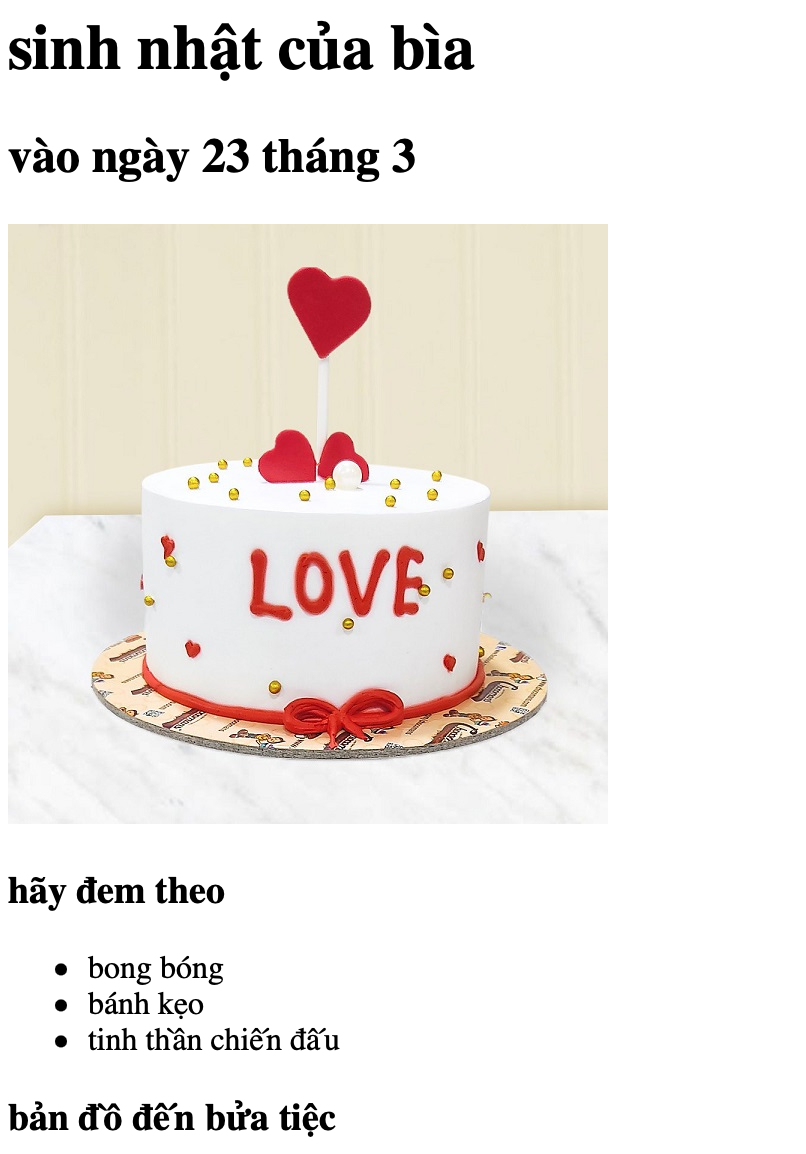 sinh nhật của bìa
vào ngày 23 tháng 3
LOVE
hãy đem theo
bong bóng
bánh kẹo
tinh thần chiến đấu
bản đồ đến bửa tiệc